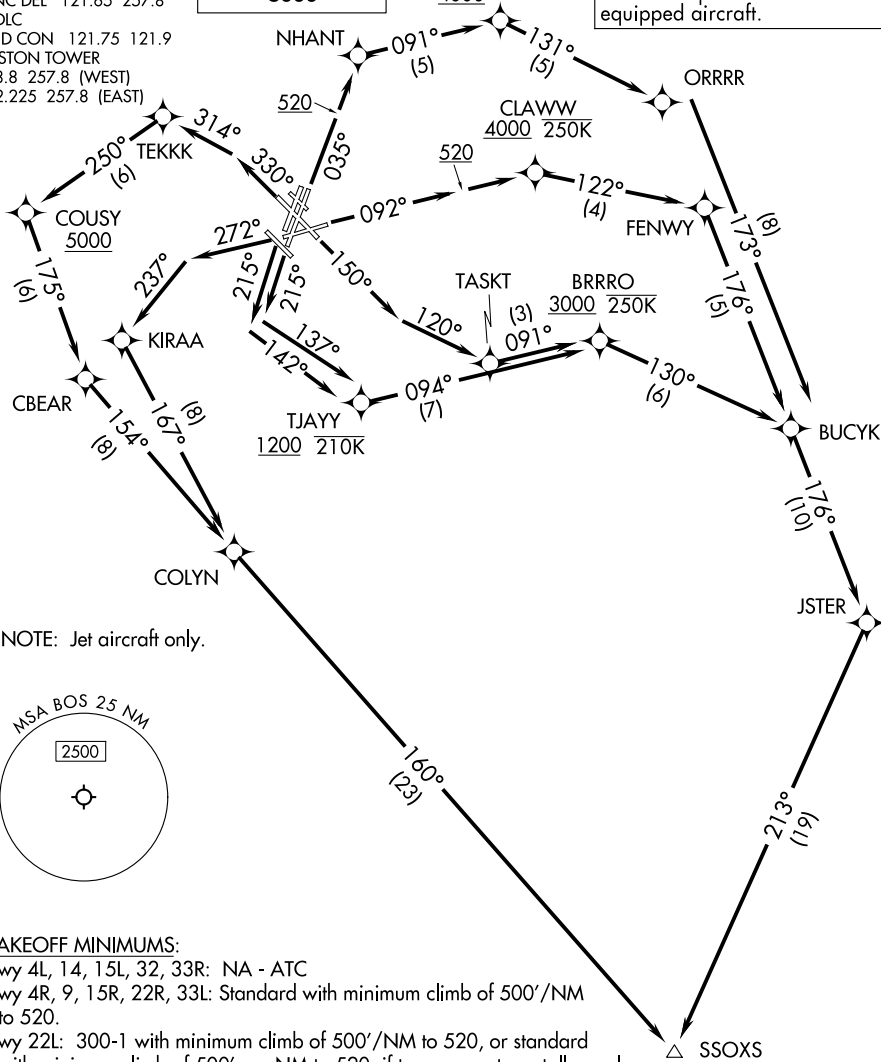 121.65 257.8
D CON 121.75 121.9
STON TOWER
257.8 (WEST)
2.225 257.8 (EAST)
equipped aircraft.
NHANT
091°
(5)
131°
(5)
ORRRR
520
035°
CLAWW
4000 250K
520
092°
122°
(4)
FENWY
173°
(8)
176°
(5)
314°
330°
TEKKK
250°
(6)
COUSY
5000
175°
(6)
272°
237°
215°
215°
150°
120°
TASKT
(3)
091°
BRRRO
3000 250K
130°
(6)
KIRAA
137°
142°
CBEAR
167°
(8)
154°
(8)
TJAYY
1200 210K
094°
(7)
BUCYK
176°
(10)
COLYN
JSTER
NOTE: Jet aircraft only.
MSA BOS 25 NM
2500
160°
(23)
213°
(19)
AKEOFF MINIMUMS:
wy 4L, 14, 15L, 32, 33R: NA - ATC
wy 4R, 9, 15R, 22R, 33L: Standard with minimum climb of 500'/NM
to 520.
wy 22L: 300-1 with minimum climb of 500'/NM to 520, or standard
SSOXS